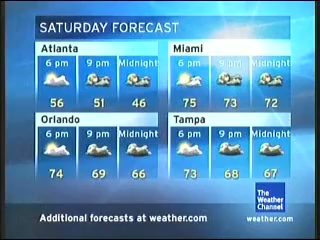 SATURDAY FORECAST
Atlanta
6 pm 9 pm Midnight
56 51 46
Miami
6 pm 9 pm Midnight
75 73 72
Orlando
6 pm 9 pm Midnight
74 69 66
Tampa
6 pm 9 pm Midnight
73 68 67
The
Weather
Channel
Additional forecasts at weather.com
weather.com